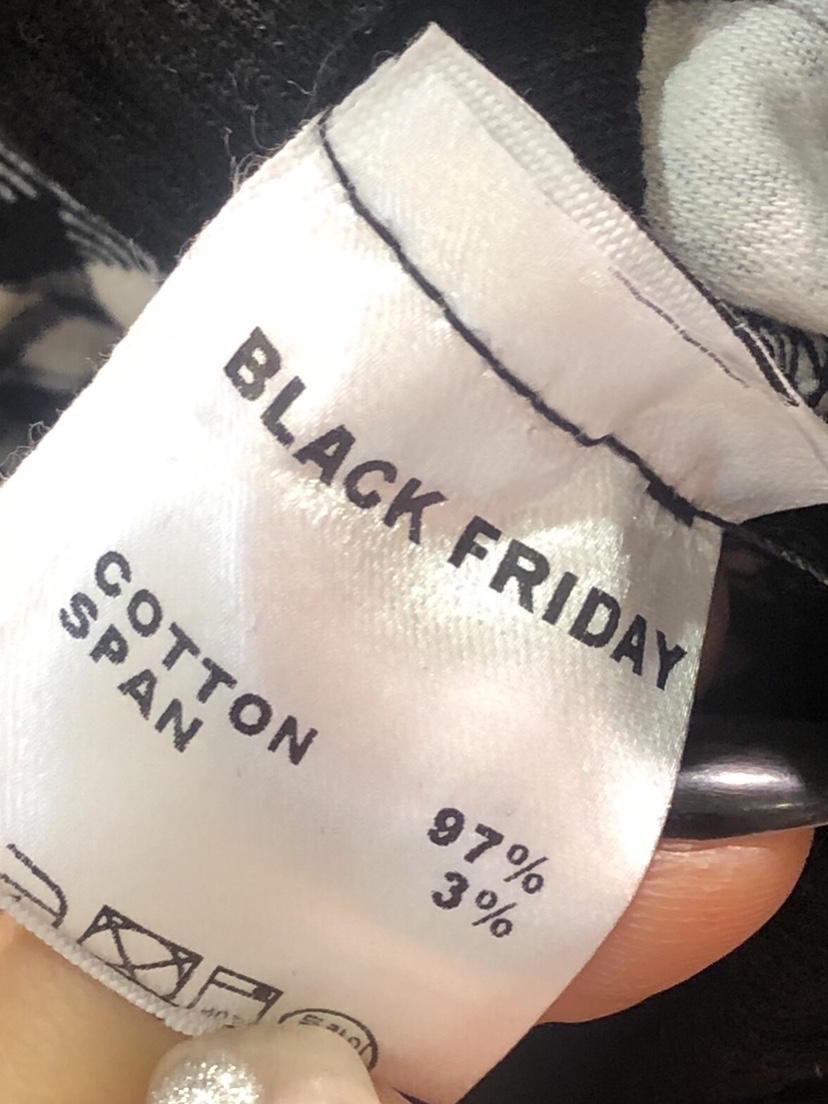 BLACK FRIDAY
COTTON 97%
SPAN 3%